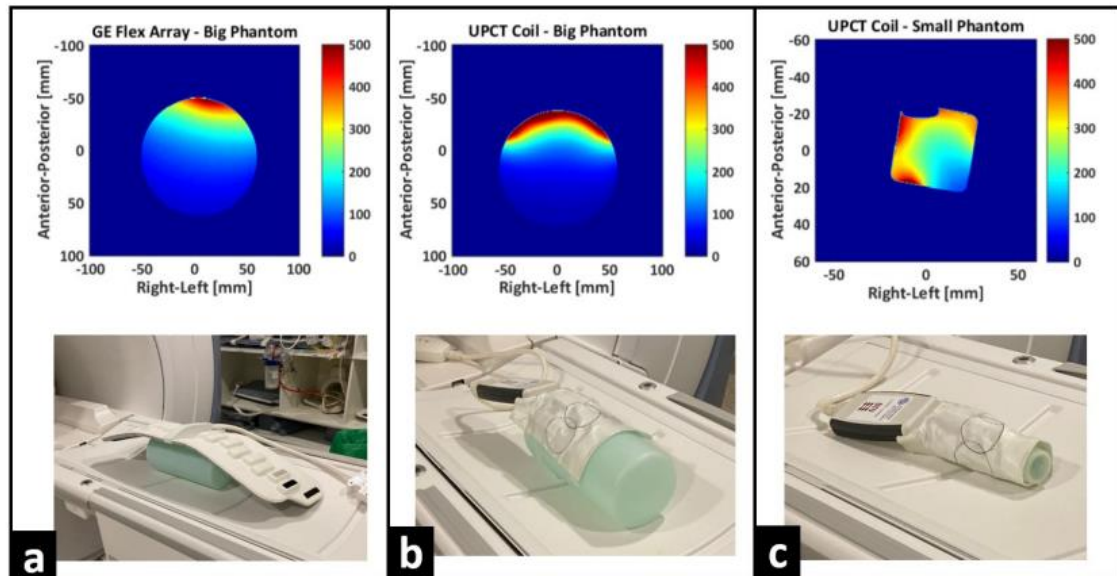 GE Flex Array - Big Phantom
-100
-50
0
50
100
-100 -50 0 50 100
Anterior-Posterior [mm]
Right-Left [mm]
500
400
300
200
100
0
a
UPCT Coil - Big Phantom
-100
-50
0
50
100
-100 -50 0 50 100
Anterior-Posterior [mm]
Right-Left [mm]
500
400
300
200
100
0
b
UPCT Coil - Small Phantom
-60
-40
-20
0
20
40
60
-50 0 50
Anterior-Posterior [mm]
Right-Left [mm]
500
400
300
200
100
0
c